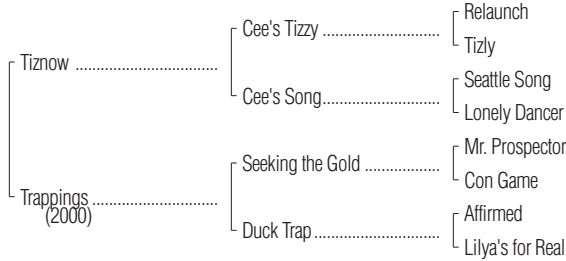 Relaunch
Cee's Tizzy ............................
Tizly
Tiznow ..................................
Seattle Song
Cee's Song............................
Lonely Dancer
Mr. Prospector
Seeking the Gold ..................
Con Game
Trappings ..............................
(2000)
Affirmed
Duck Trap ..............................
Lilya's for Real